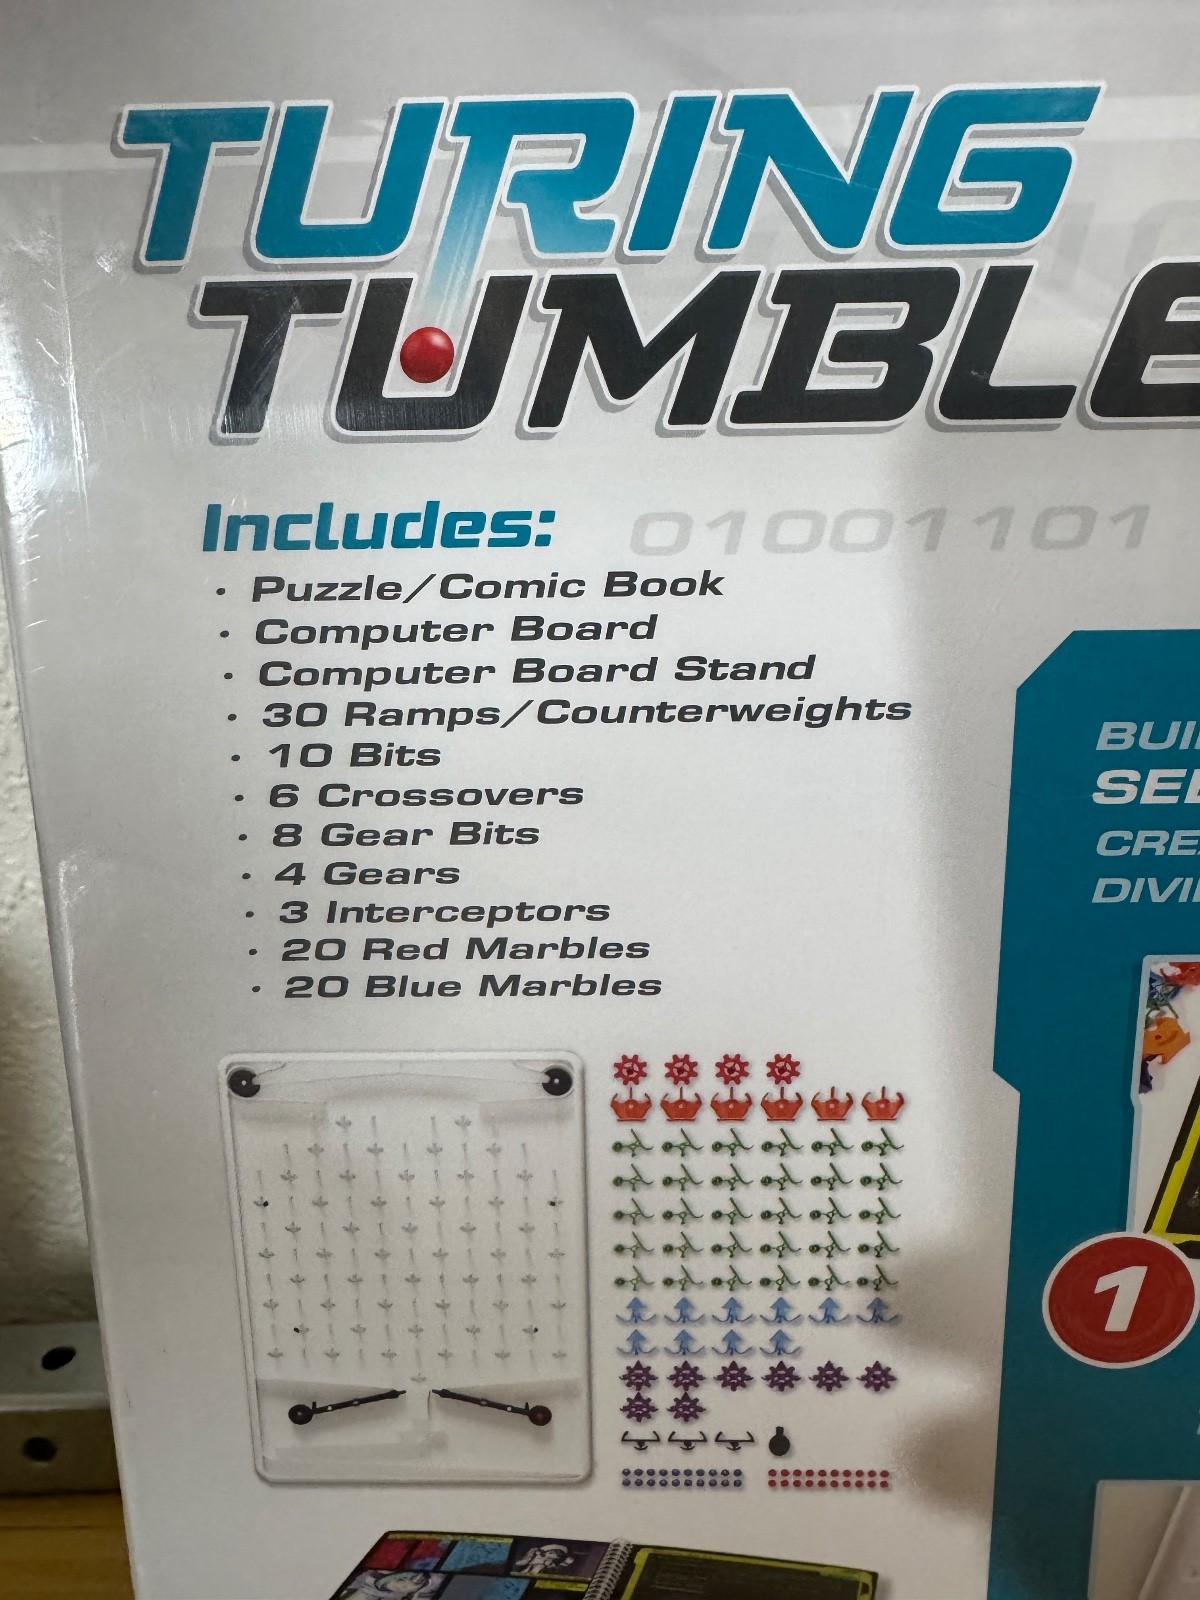 TURING
TUMBLE
Includes:
01001101
· Puzzle/Comic Book
· Computer Board
· Computer Board Stand
· 30 Ramps/Counterweights
· 10 Bits
· 6 Crossovers
· 8 Gear Bits
· 4 Gears
· 3 Interceptors
· 20 Red Marbles
· 20 Blue Marbles
1